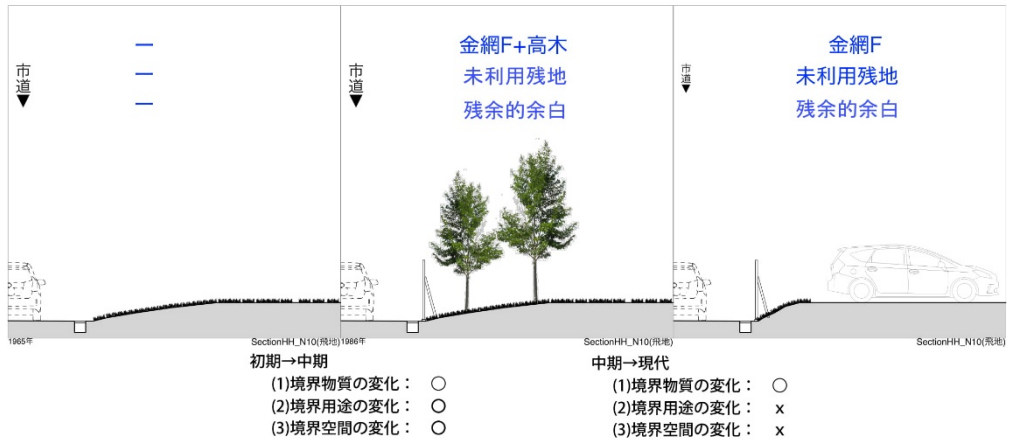 市道▼
—
—
—
1965年
SectionHH_N10(飛地)
市道▼
金網F+高木
未利用残地
残余的余白
1986年
SectionHH_N10(飛地)
市道▼
金網F
未利用残地
残余的余白
SectionHH_N10(飛地)
初期→中期
(1)境界物質の変化： ○
(2)境界用途の変化： ○
(3)境界空間の変化： ○
中期→現代
(1)境界物質の変化： ○
(2)境界用途の変化： x
(3)境界空間の変化： x